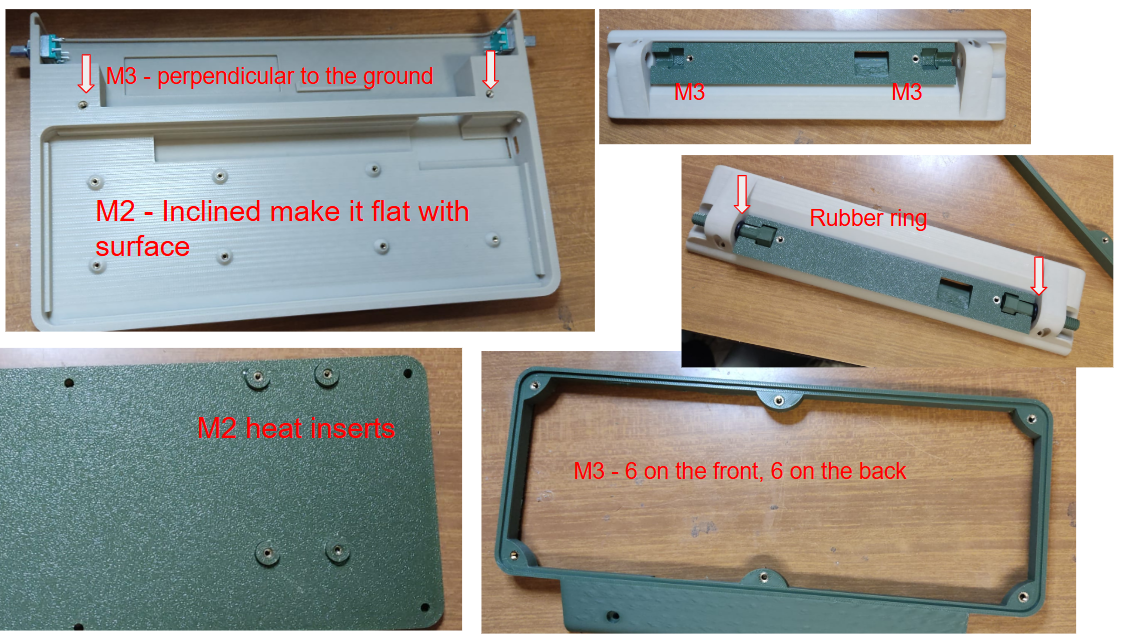 M3 - perpendicular to the ground
M2 - Inclined make it flat with
surface
M3
M3
Rubber ring
M2 heat inserts
M3 - 6 on the front, 6 on the back